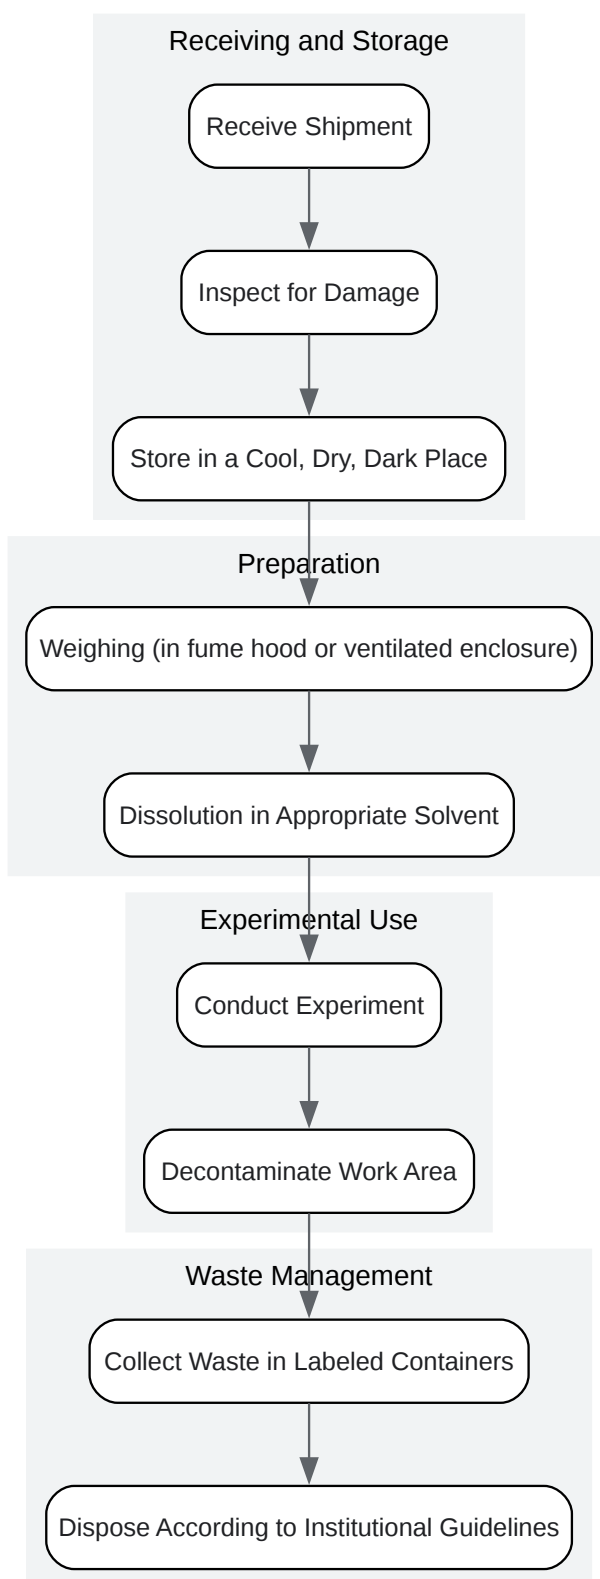 Receiving and Storage
Receive Shipment
Inspect for Damage
Store in a Cool, Dry, Dark Place
Preparation
Weighing (in fume hood or ventilated enclosure)
Dissolution in Appropriate Solvent
Experimental Use
Conduct Experiment
Decontaminate Work Area
Waste Management
Collect Waste in Labeled Containers
Dispose According to Institutional Guidelines